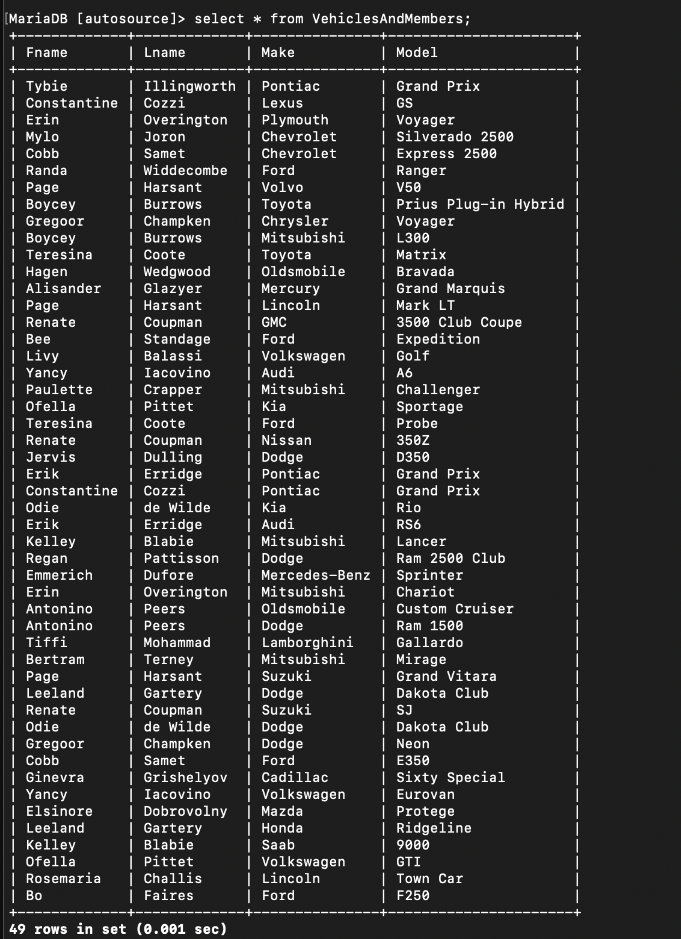 [MariaDB [autosource]> select * from VehiclesAndMembers;
+-------------+--------------+---------------+----------------------+
| Fname       | Lname        | Make          | Model                |
+-------------+--------------+---------------+----------------------+
| Tybie       | Illingworth  | Pontiac       | Grand Prix           |
| Constantine | Cozzi        | Lexus         | GS                   |
| Erin        | Overington   | Plymouth      | Voyager              |
| Mylo        | Joron        | Chevrolet     | Silverado 2500       |
| Cobb        | Samet        | Chevrolet     | Express 2500         |
| Randa       | Widdecombe   | Ford          | Ranger               |
| Page        | Harsant      | Volvo         | V50                  |
| Boycey      | Burrows      | Toyota        | Prius Plug-in Hybrid |
| Gregoor     | Champken     | Chrysler      | Voyager              |
| Boycey      | Burrows      | Mitsubishi    | L300                 |
| Teresina    | Coote        | Toyota        | Matrix               |
| Hagen       | Wedgwood     | Oldsmobile    | Bravada              |
| Alisander   | Glazyer      | Mercury       | Grand Marquis        |
| Page        | Harsant      | Lincoln       | Mark LT              |
| Renate      | Coupman      | GMC           | 3500 Club Coupe      |
| Bee         | Standage     | Ford          | Expedition           |
| Livy        | Balassi      | Volkswagen    | Golf                 |
| Yancy       | Iacovino     | Audi          | A6                   |
| Paulette    | Crapper      | Mitsubishi    | Challenger           |
| Ofella      | Pittet       | Kia           | Sportage             |
| Teresina    | Coote        | Ford          | Probe                |
| Renate      | Coupman      | Nissan        | 350Z                 |
| Jervis      | Dulling      | Dodge         | D350                 |
| Erik        | Erridge      | Pontiac       | Grand Prix           |
| Constantine | Cozzi        | Pontiac       | Grand Prix           |
| Odie        | de Wilde     | Kia           | Rio                  |
| Erik        | Erridge      | Audi          | RS6                  |
| Kelley      | Blabie       | Mitsubishi    | Lancer               |
| Regan       | Pattisson    | Dodge         | Ram 2500 Club        |
| Emmerich    | Dufore       | Mercedes-Benz | Sprinter             |
| Erin        | Overington   | Mitsubishi    | Chariot              |
| Antonino    | Peers        | Oldsmobile    | Custom Cruiser       |
| Antonino    | Peers        | Dodge         | Ram 1500             |
| Tiffi       | Mohammad     | Lamborghini   | Gallardo             |
| Bertram     | Terney       | Mitsubishi    | Mirage               |
| Page        | Harsant      | Suzuki        | Grand Vitara         |
| Leeland     | Gartery      | Dodge         | Dakota Club          |
| Renate      | Coupman      | Suzuki        | SJ                   |
| Odie        | de Wilde     | Dodge         | Dakota Club          |
| Gregoor     | Champken     | Dodge         | Neon                 |
| Cobb        | Samet        | Ford          | E350                 |
| Ginevra     | Grishelyov   | Cadillac      | Sixty Special        |
| Yancy       | Iacovino     | Volkswagen    | Eurovan              |
| Elsinore    | Dobrovolny   | Mazda         | Protege              |
| Leeland     | Gartery      | Honda         | Ridgeline            |
| Kelley      | Blabie       | Saab          | 9000                 |
| Ofella      | Pittet       | Volkswagen    | GTI                  |
| Rosemaria   | Challis      | Lincoln       | Town Car             |
| Bo          | Faires       | Ford          | F250                 |
+-------------+--------------+---------------+----------------------+
49 rows in set (0.001 sec)